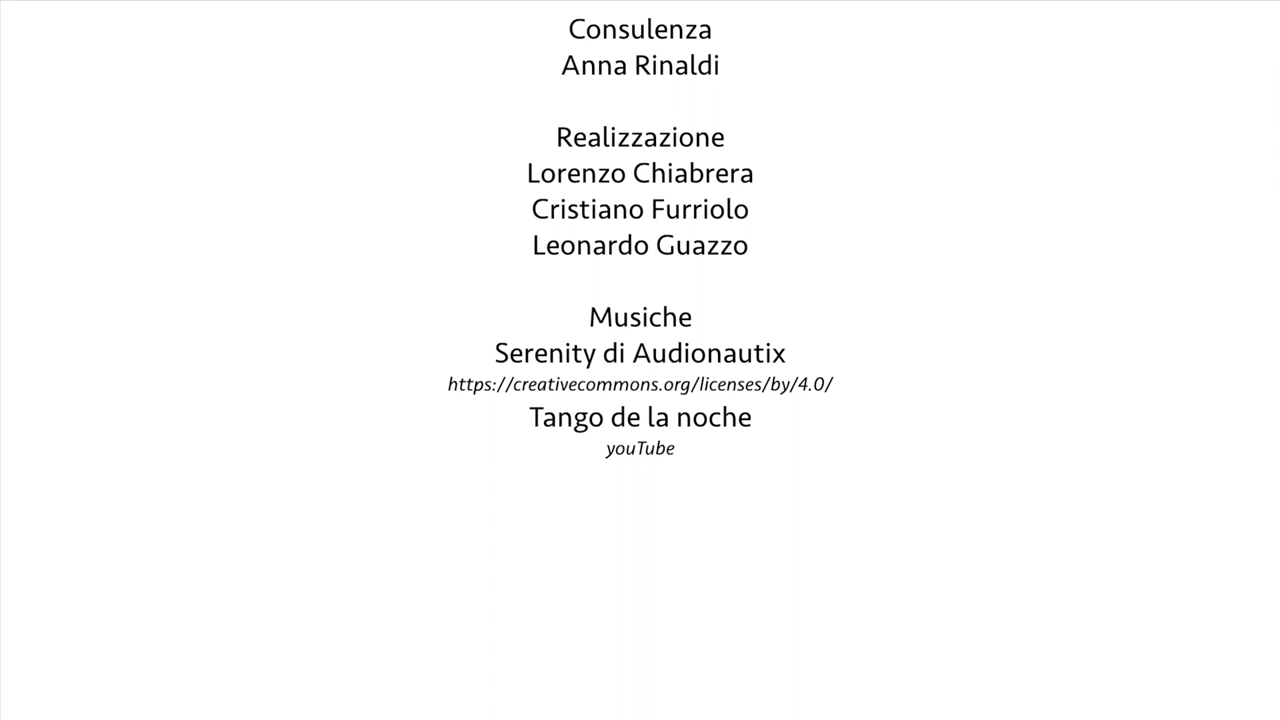 Consulenza
Anna Rinaldi
Realizzazione
Lorenzo Chiabrera
Cristiano Furriolo
Leonardo Guazzo
Musiche
Serenity di Audionautix
https://creativecommons.org/licenses/by/4.0/
Tango de la noche
youTube